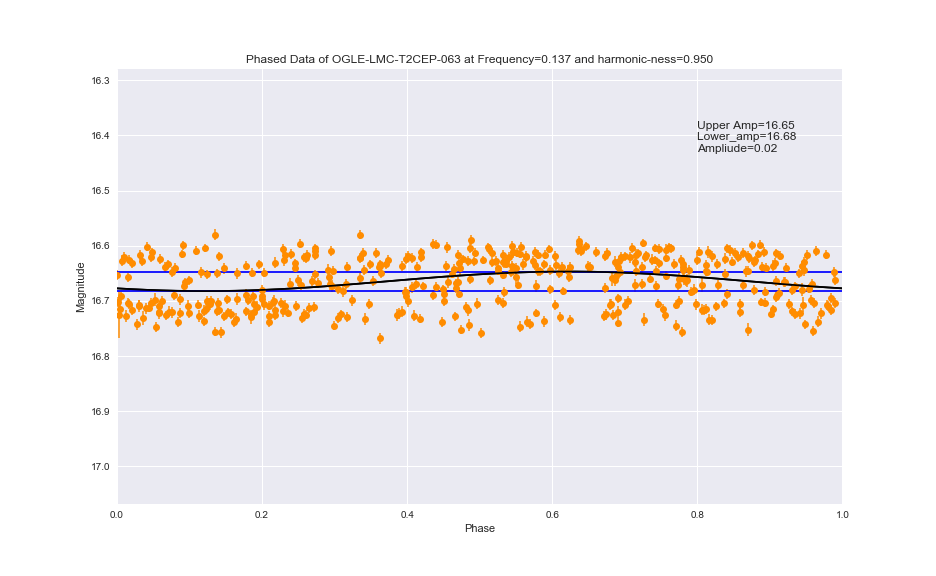 Phased Data of OGLE-LMC-T2CEP-063 at Frequency=0.137 and harmonic-ness=0.950
16.3
16.4
16.5
16.6
16.7
16.8
16.9
17.0
Magnitude
Upper Amp=16.65
Lower_amp=16.68
Ampliude=0.02
0.0 0.2 0.4 0.6 0.8 1.0
Phase